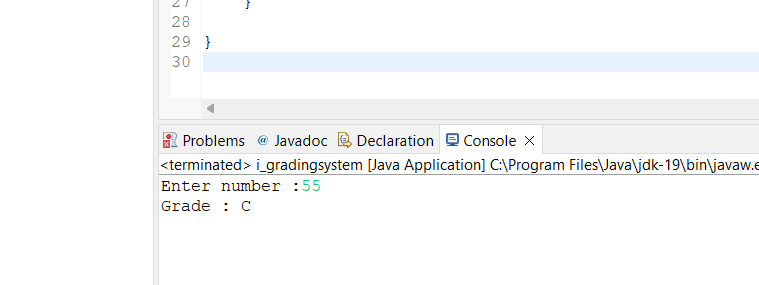 27 }
28
29 }
30
Problems @ Javadoc Declaration Console
<terminated> i_gradingsystem [Java Application] C:\Program Files\Java\jdk-19\bin\javaw.e
Enter number :55
Grade : C